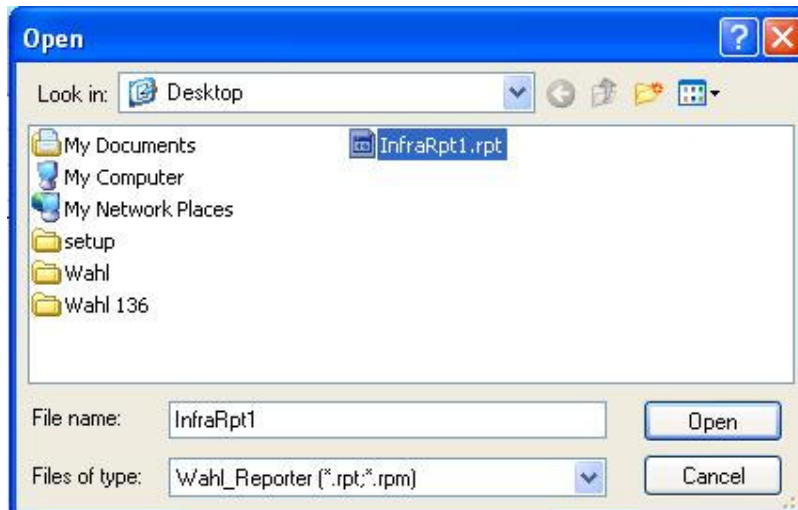 Open
Look in: Desktop
My Documents
My Computer
My Network Places
setup
Wahl
Wahl 136
InfraRpt1.rpt
File name: InfraRpt1 Open
Files of type: Wahl_Reporter (*.rpt;*.rpm) Cancel